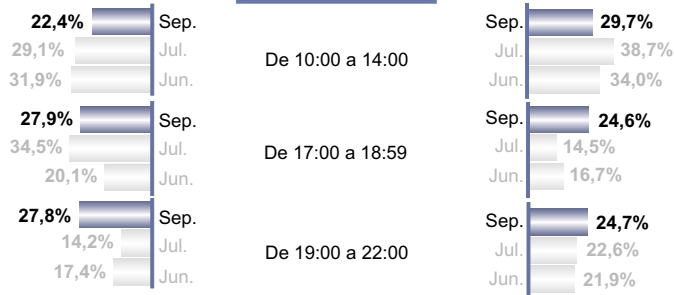 22,4% Sep. Sep. 29,7%
29,1% Jul. De 10:00 a 14:00 Jul. 38,7%
31,9% Jun. Jun. 34,0%
27,9% Sep. Sep. 24,6%
34,5% Jul. De 17:00 a 18:59 Jul. 14,5%
20,1% Jun. Jun. 16,7%
27,8% Sep. Sep. 24,7%
14,2% Jul. De 19:00 a 22:00 Jul. 22,6%
17,4% Jun. Jun. 21,9%